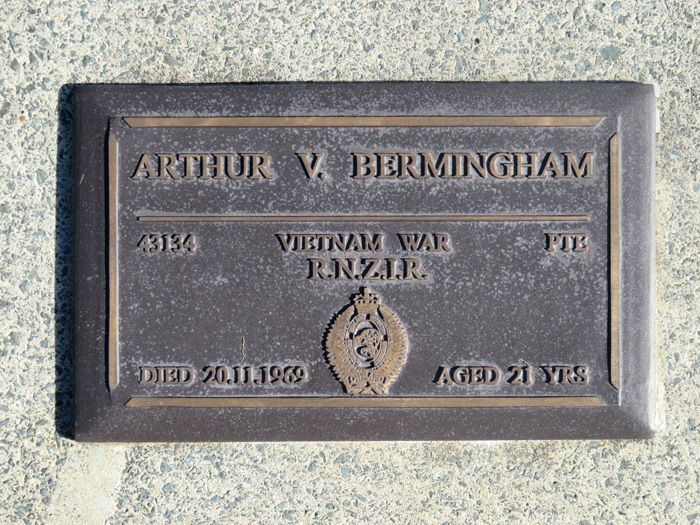 ARTHUR V. BERMINGHAM
43134 VIETNAM WAR PTE
R.N.Z.I.R.
DIED 20.11.1969 AGED 21 YRS